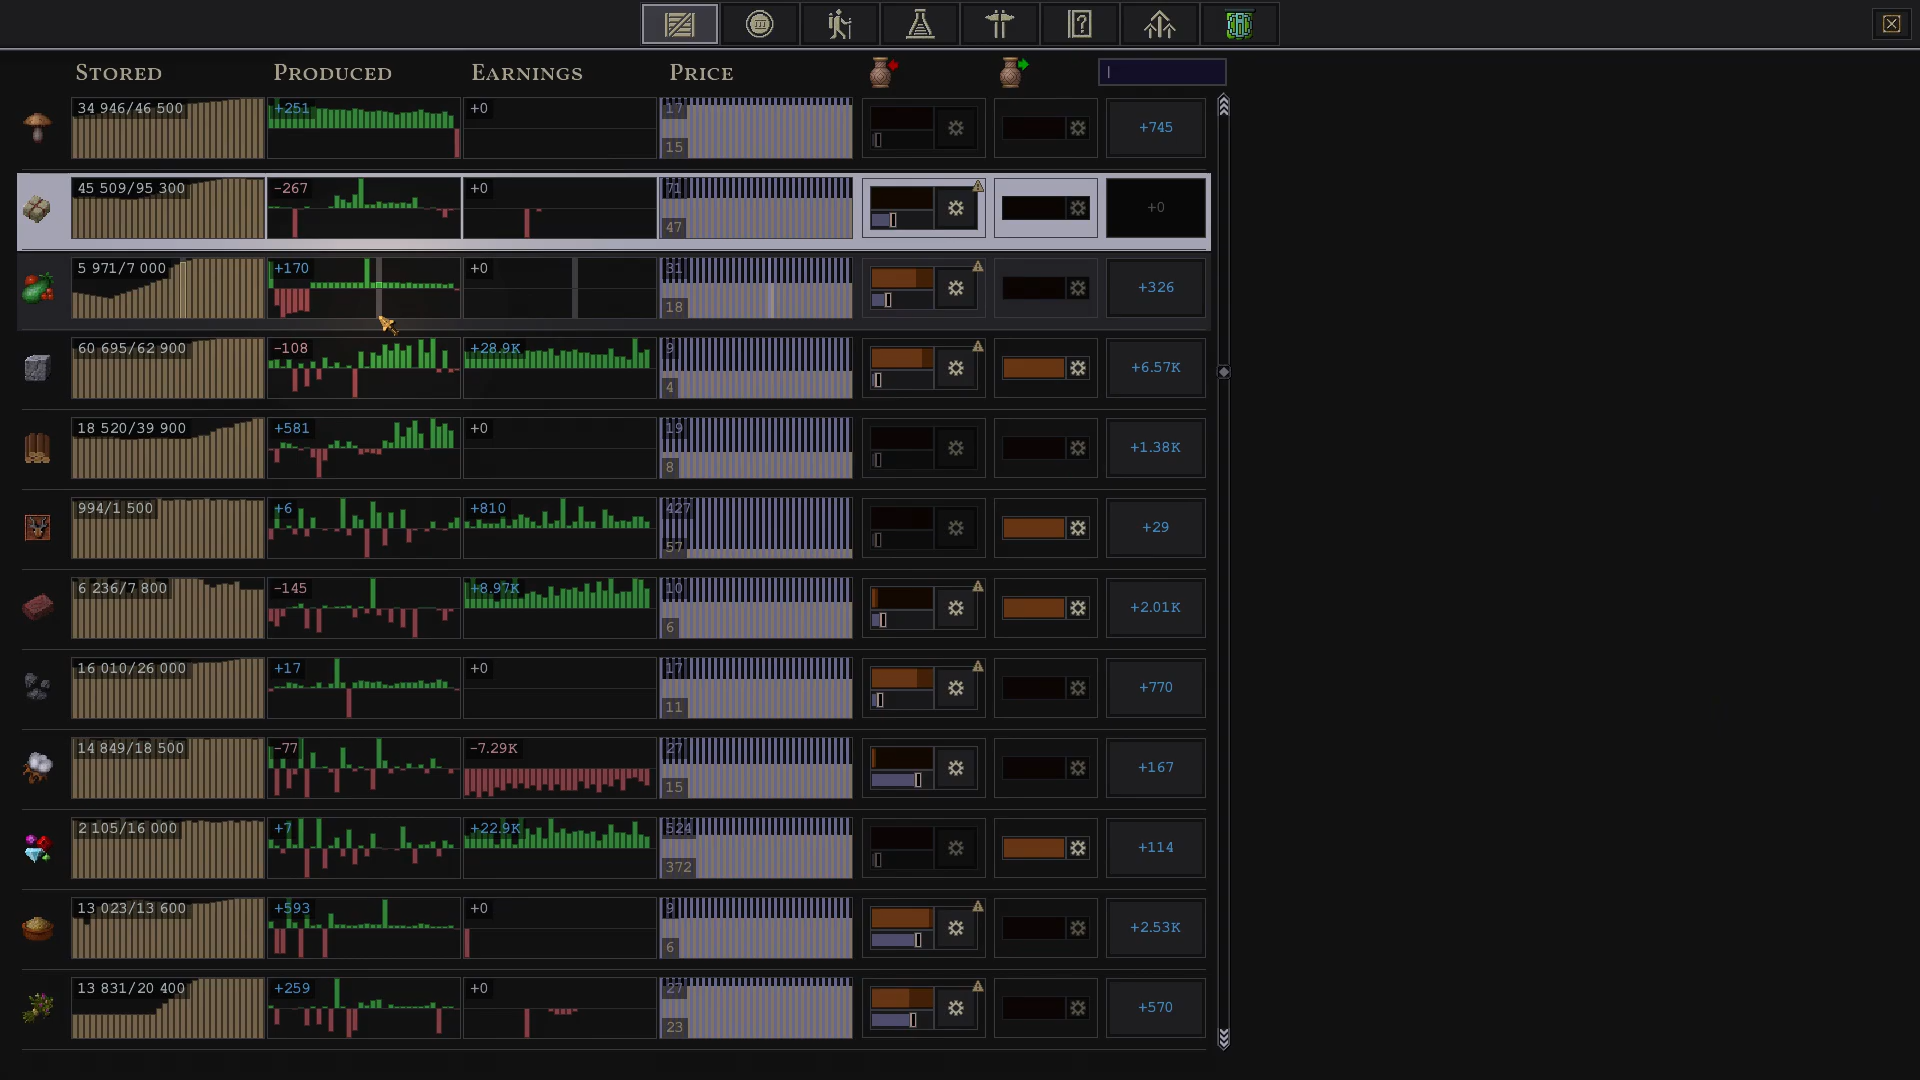 STORED PRODUCED EARNINGS PRICE
34 946/46 500 +251 +0 17
15 +745
45 509/95 300 -267 +0 71
47 +0
5 971/7 000 +170 +0 31
18 +326
60 695/62 900 -108 +28.9K 9
4 +6.57K
18 520/39 900 +581 +0 19
8 +1.38K
994/1 500 +6 +810 427
57 +29
6 236/7 800 -145 +8.97K 10
6 +2.01K
16 010/26 000 +17 +0 17
11 +770
14 849/18 500 -77 -7.29K 27
15 +167
2 105/16 000 +7 +22.9K 524
372 +114
13 023/13 600 +593 +0 9
6 +2.53K
13 831/20 400 +259 +0 27
23 +570